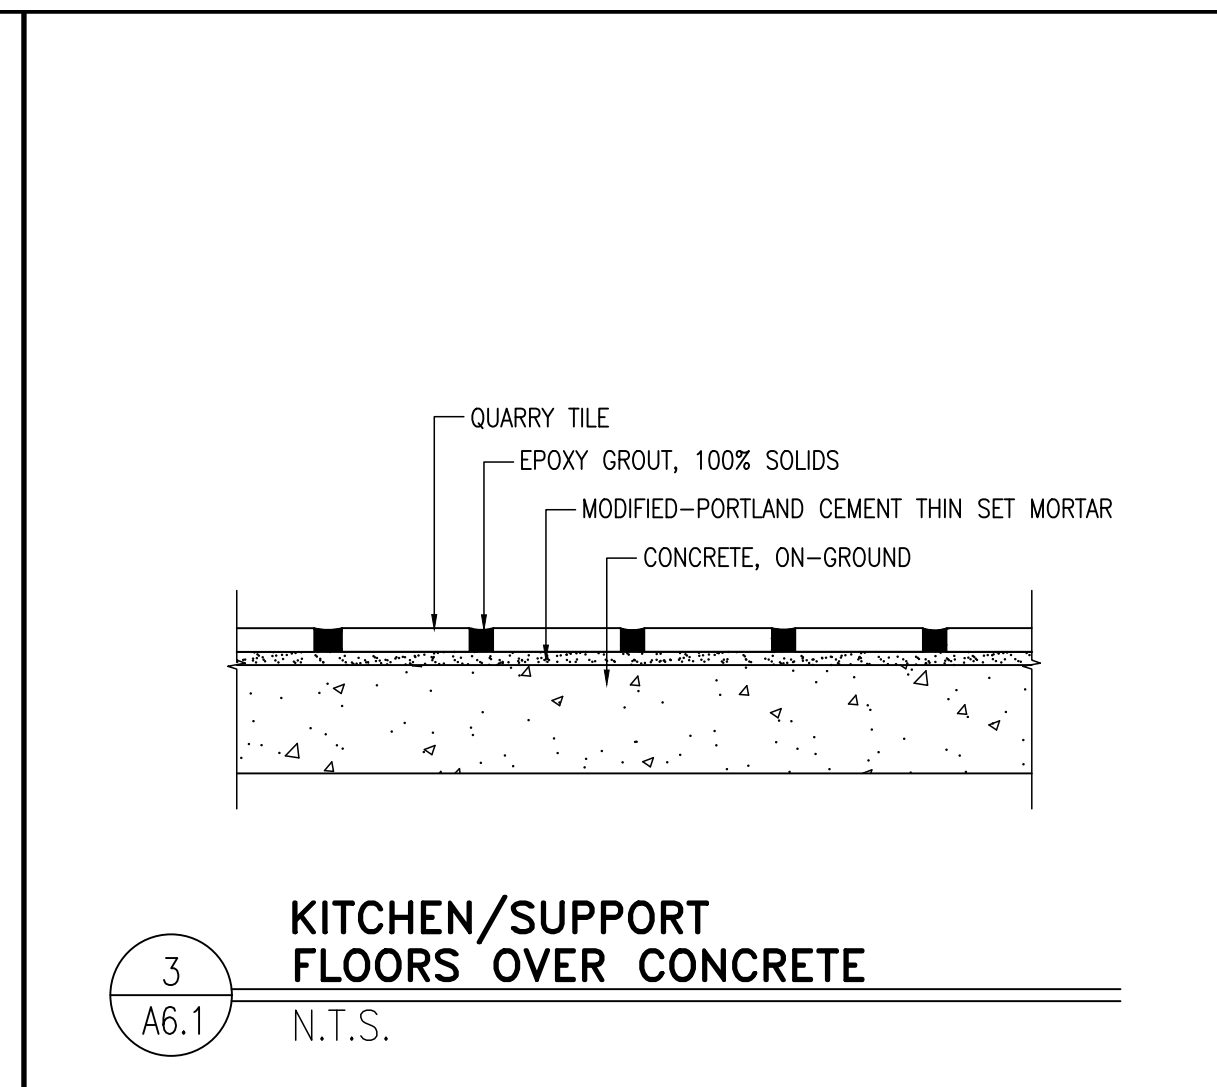 QUARRY TILE
EPOXY GROUT, 100% SOLIDS
MODIFIED-PORTLAND CEMENT THIN SET MORTAR
CONCRETE, ON-GROUND
KITCHEN/SUPPORT
FLOORS OVER CONCRETE
3
A6.1
N.T.S.